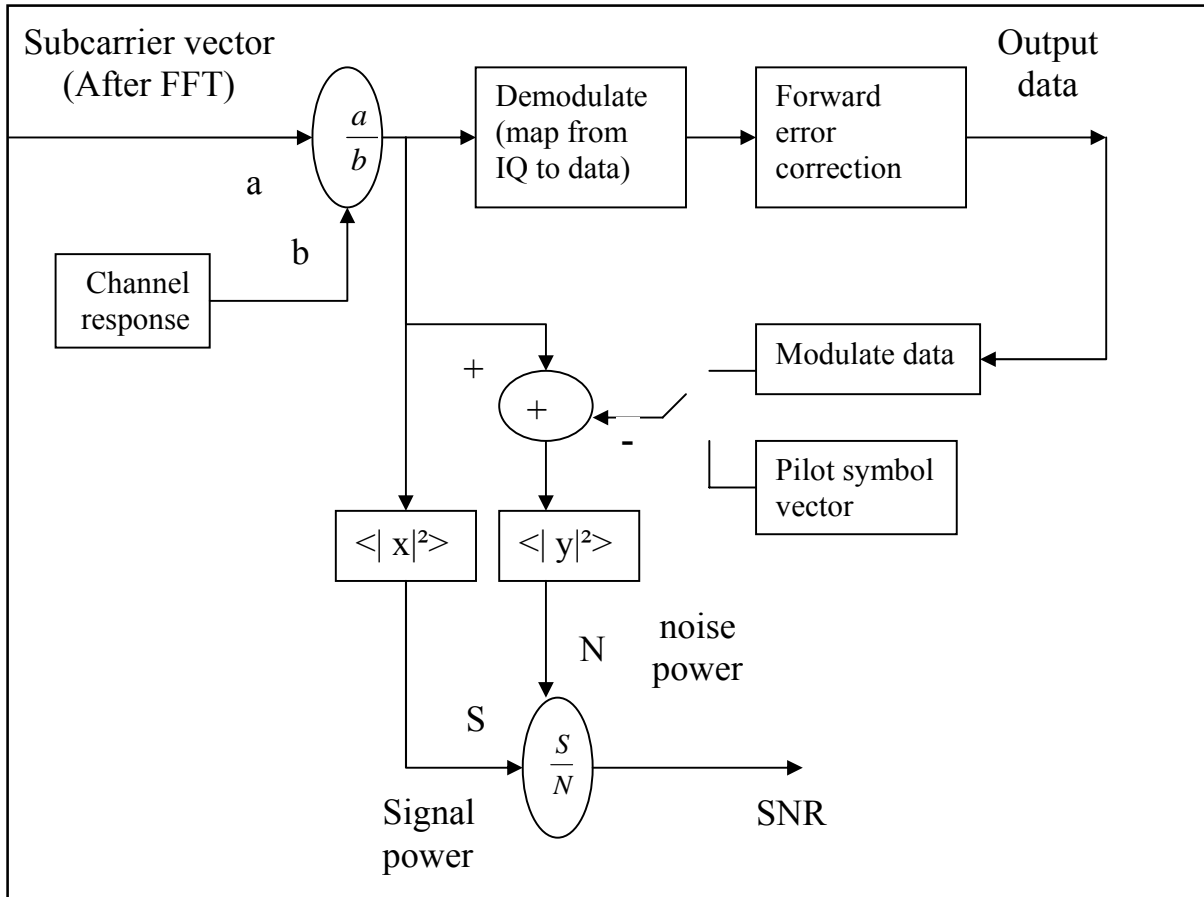 Subcarrier vector
(After FFT)
Output
data
a
b
Demodulate
(map from
IQ to data)
Forward
error
correction
a
b
Channel
response
Modulate data
+
+
-
Pilot symbol
vector
<| x|²>
<| y|²>
N
noise
power
S
S
N
Signal
power
SNR